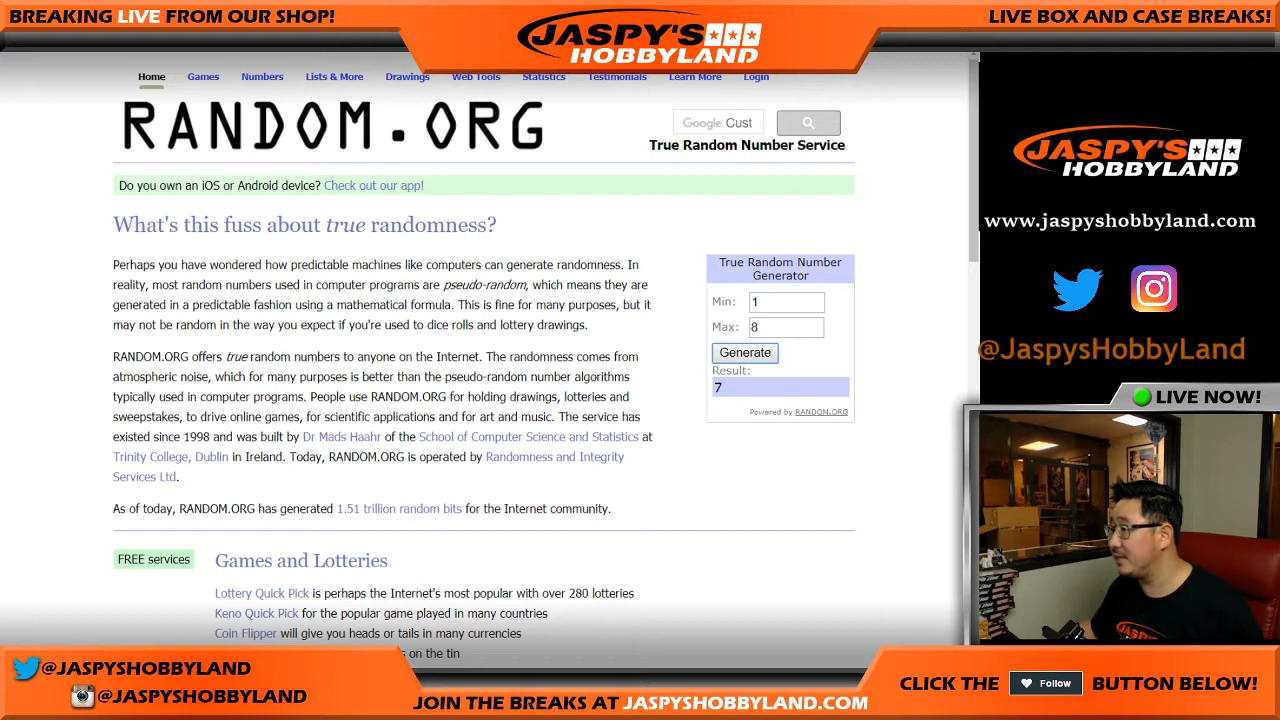 BREAKING LIVE FROM OUR SHOP!
JASPY'S
HOBBYLAND
LIVE BOX AND CASE BREAKS!
Home Games Numbers Lists & More Drawings Web Tools Statistics Testimonials Learn More Login
RANDOM.ORG
Google Cust
True Random Number Service
Do you own an iOS or Android device? Check out our app!
What's this fuss about true randomness?
Perhaps you have wondered how predictable machines like computers can generate randomness. In
reality, most random numbers used in computer programs are pseudo-random, which means they are
generated in a predictable fashion using a mathematical formula. This is fine for many purposes, but it
may not be random in the way you expect if you're used to dice rolls and lottery drawings.
RANDOM.ORG offers true random numbers to anyone on the Internet. The randomness comes from
atmospheric noise, which for many purposes is better than the pseudo-random number algorithms
typically used in computer programs. People use RANDOM.ORG for holding drawings, lotteries and
sweepstakes, to drive online games, for scientific applications and for art and music. The service has
existed since 1998 and was built by Dr Mads Haahr of the School of Computer Science and Statistics at
Trinity College, Dublin in Ireland. Today, RANDOM.ORG is operated by Randomness and Integrity
Services Ltd.
As of today, RANDOM.ORG has generated 1.51 trillion random bits for the Internet community.
True Random Number
Generator
Min: 1
Max: 8
Generate
Result:
7
Powered by RANDOM.ORG
FREE services
Games and Lotteries
Lottery Quick Pick is perhaps the Internet's most popular with over 280 lotteries
Keno Quick Pick for the popular game played in many countries
Coin Flipper will give you heads or tails in many currencies
s on the tin
JASPY'S
HOBBYLAND
www.jaspyshobbyland.com
@JaspysHobbyLand
LIVE NOW!
@JASPYSHOBBYLAND
@JASPYSHOBBYLAND
JOIN THE BREAKS AT JASPYSHOBBYLAND.COM
CLICK THE Follow BUTTON BELOW!